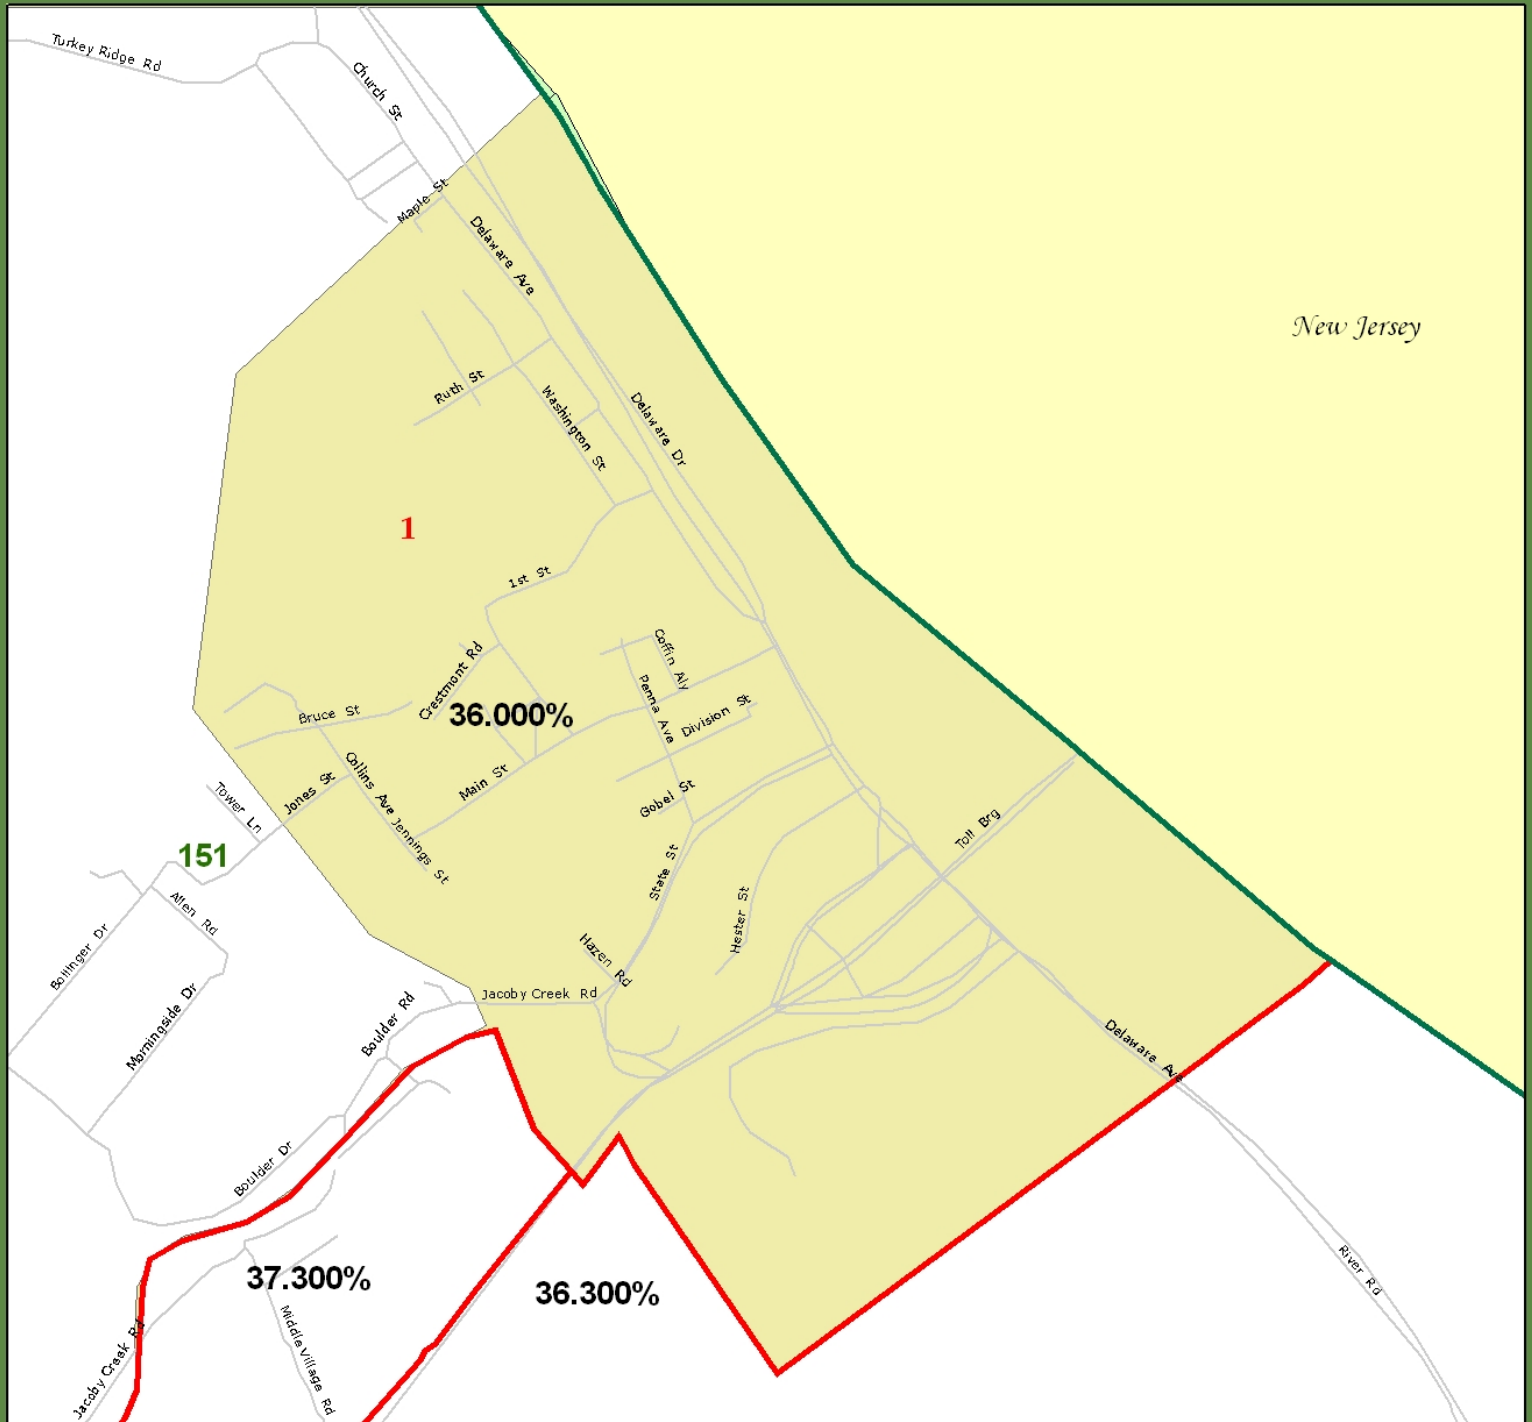 Turkey Ridge Rd
Church St
Maple St
Delaware Ave
New Jersey
Ruth St
Washington St
Delaware Dr
1
1st St
Coffin Aly
Crestmont Rd
Penna Ave
Division St
36.000%
Bruce St
Collins Ave
Jones St
Main St
Gobel St
Tower Ln
Jennings St
Toll Brg
151
State St
Allen Rd
Hester St
Bollinger Dr
Hazen Rd
Jacoby Creek Rd
Morningside Dr
Boulder Rd
Delaware Ave
Boulder Dr
37.300%
36.300%
River Rd
Jacoby Creek Rd
Middle Village Rd